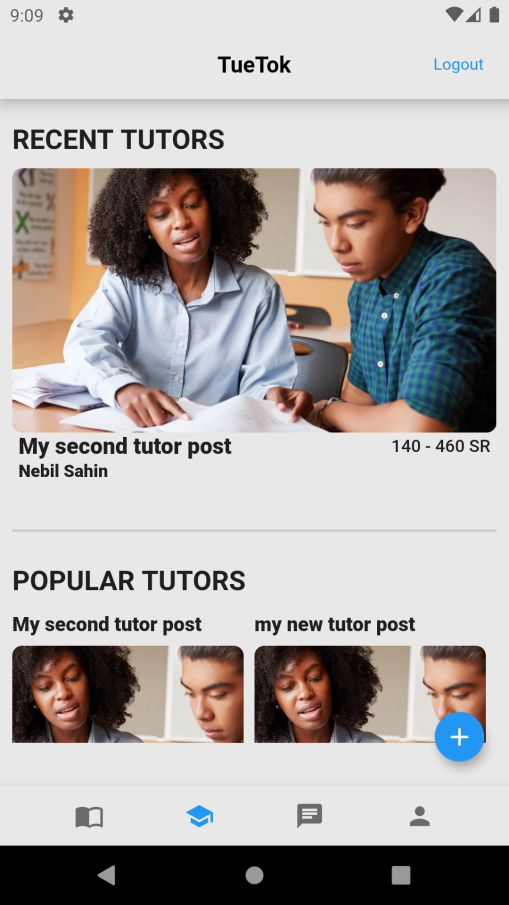 9:09
TueTok
Logout
RECENT TUTORS
My second tutor post
140 - 460 SR
Nebil Sahin
POPULAR TUTORS
My second tutor post
my new tutor post